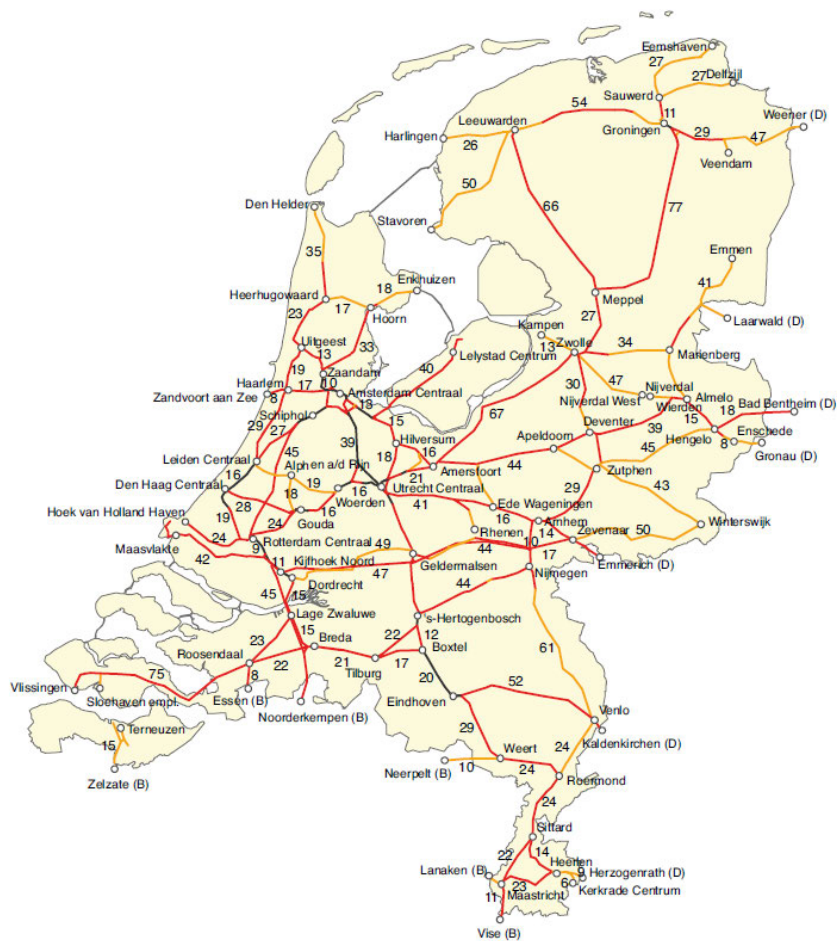 Eemshaven
27
27
Delfzijl
Sauwerd
54
11
Leeuwarden
Groningen
Weener (D)
Harlingen
26
29
47
Veendam
50
Den Helder
Stavoren
66
77
35
Emmen
Enkhuizen
18
41
Heerhugowaard
Meppel
17
Hoorn
27
Laarwald (D)
23
Kampen
13
Zwolle
34
Uitgeest
13
33
40
Lelystad Centrum
Marienberg
19
Zaandam
47
Nijverdal
Haarlem
17
10
Amsterdam Centraal
30
Nijverdal West
Almelo
Zandvoort aan Zee
8
13
67
Wierden
15
18
Bad Bentheim (D)
Schiphol
15
Deventer
39
Enschede
29
27
39
Hilversum
Apeldoorn
45
Hengelo
8
Gronau (D)
45
18
16
Leiden Centraal
Alphen a/d Rijn
21
Amersfoort
44
Zutphen
16
19
Den Haag Centraal
16
Utrecht Centraal
43
18
Woerden
29
28
16
41
Ede Wageningen
Hoek van Holland Haven
19
24
Gouda
16
Arnhem
Winterswijk
24
Rhenen
14
Zevenaar
50
Rotterdam Centraal
10
Maasvlakte
9
49
44
17
Emmerich (D)
42
Kijfhoek Noord
11
47
Geldermalsen
Nijmegen
Dordrecht
45
15
44
Lage Zwaluwe
's-Hertogenbosch
23
15
22
12
Breda
Boxtel
61
Roosendaal
22
21
17
Tilburg
75
8
20
52
Vlissingen
Sloehaven empl.
Essen (B)
Eindhoven
Noorderkempen (B)
Venlo
Terneuzen
29
15
Kaldenkirchen (D)
Weert
24
Zelzate (B)
Neerpelt (B)
10
24
Roermond
24
Sittard
22
14
Heerlen
Lanaken (B)
9
Herzogenrath (D)
23
6
Kerkrade Centrum
11
Maastricht
Vise (B)